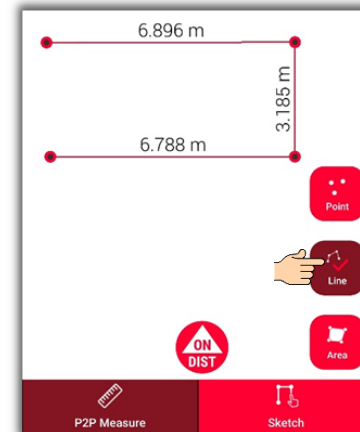 6.896 m
3.185 m
6.788 m
Point
Line
ON
DIST
Area
P2P Measure
Sketch